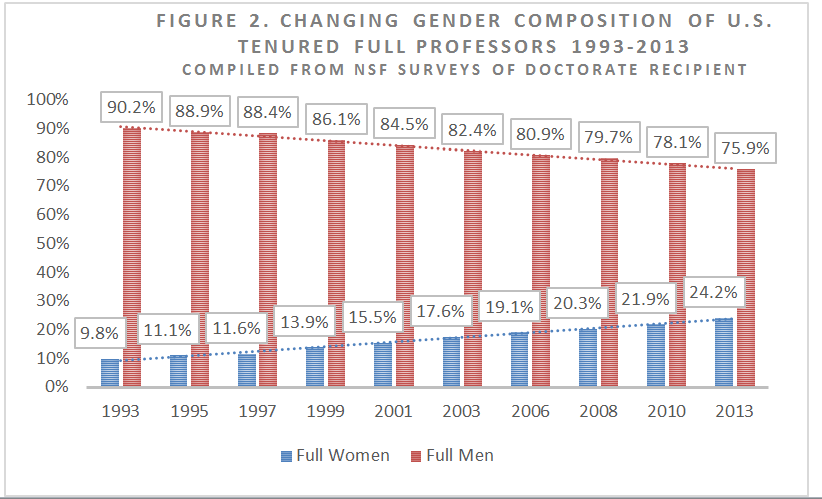 FIGURE 2. CHANGING GENDER COMPOSITION OF U.S.
TENURED FULL PROFESSORS 1993-2013
COMPILED FROM NSF SURVEYS OF DOCTORATE RECIPIENT
100%
90%
80%
70%
60%
50%
40%
30%
20%
10%
0%
90.2% 88.9% 88.4% 86.1% 84.5% 82.4% 80.9% 79.7% 78.1% 75.9%
9.8% 11.1% 11.6% 13.9% 15.5% 17.6% 19.1% 20.3% 21.9% 24.2%
1993 1995 1997 1999 2001 2003 2006 2008 2010 2013
Full Women Full Men